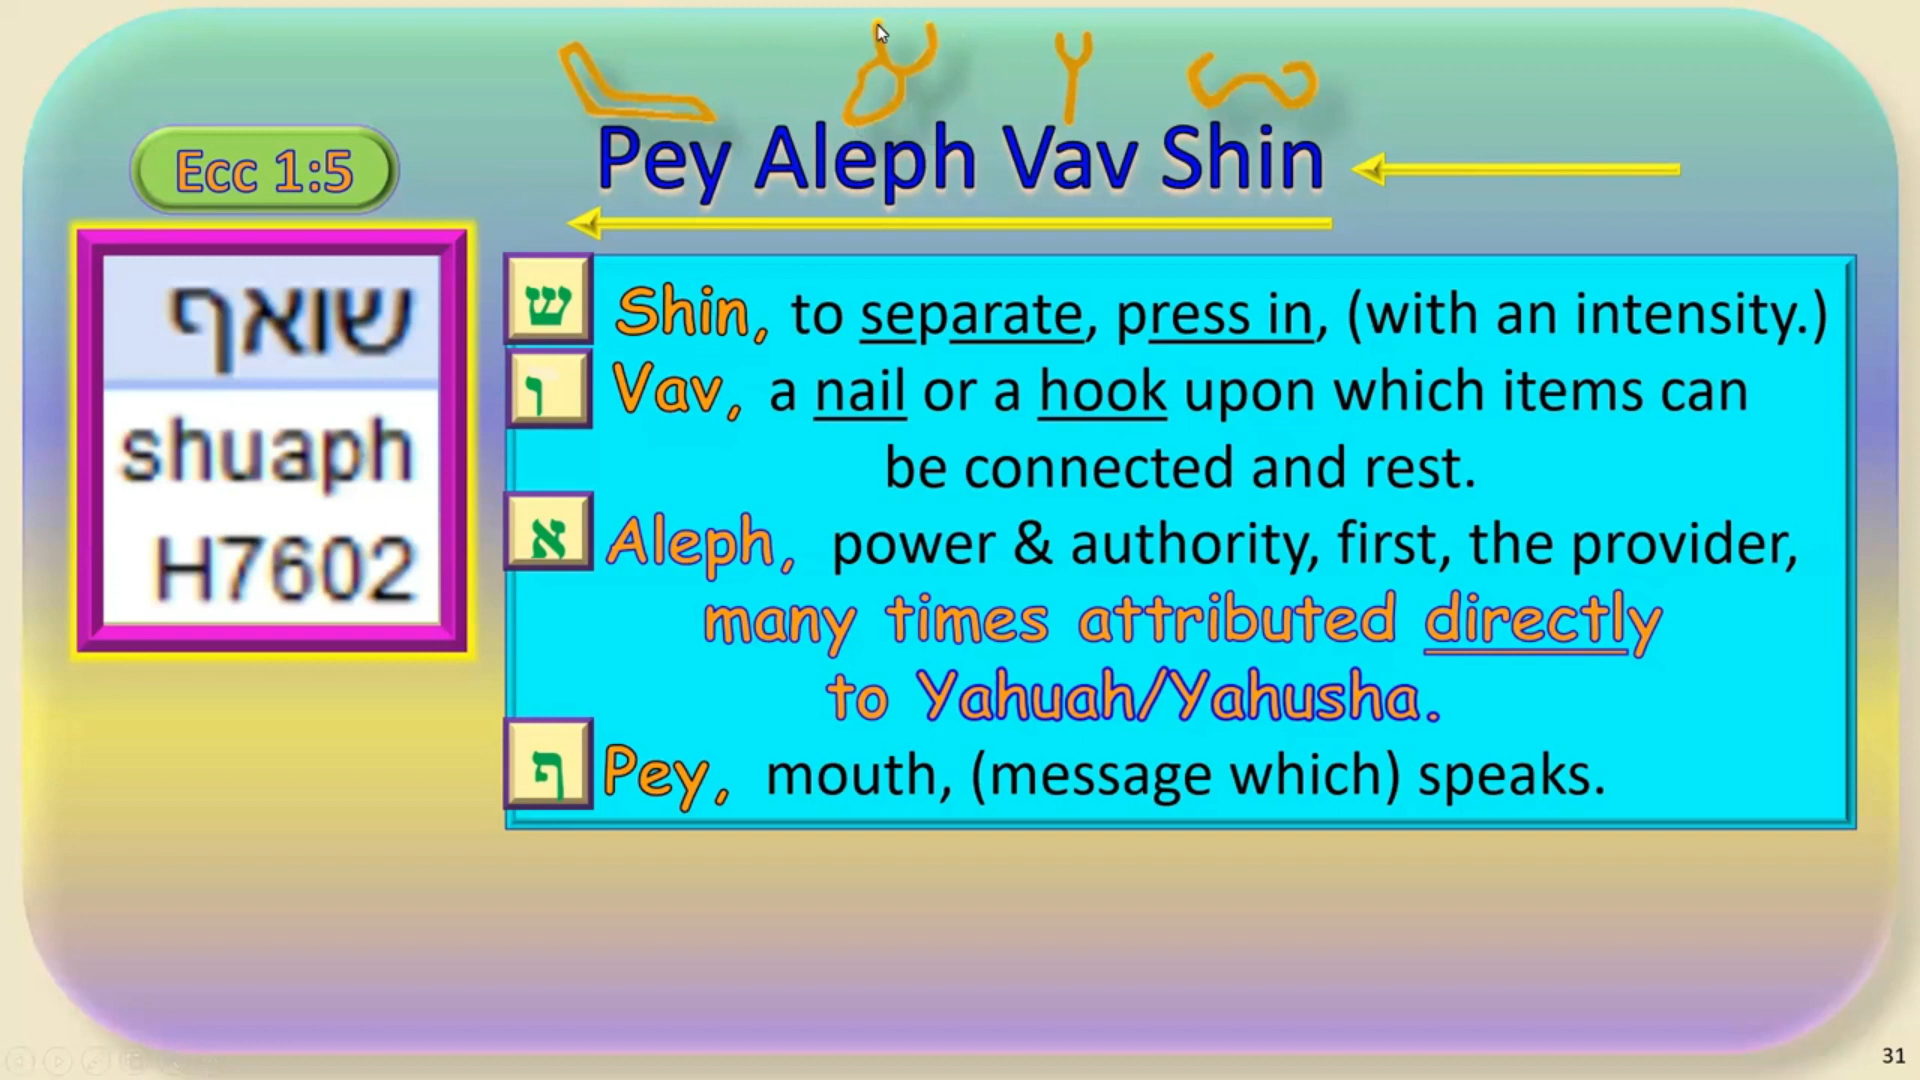 Pey Aleph Vav Shin
Ecc 1:5
שואף
shuaph
H7602
ש Shin, to separate, press in, (with an intensity.)
ו Vav, a nail or a hook upon which items can
be connected and rest.
א Aleph, power & authority, first, the provider,
many times attributed directly
to Yahuah/Yahusha.
ף Pey, mouth, (message which) speaks.
31